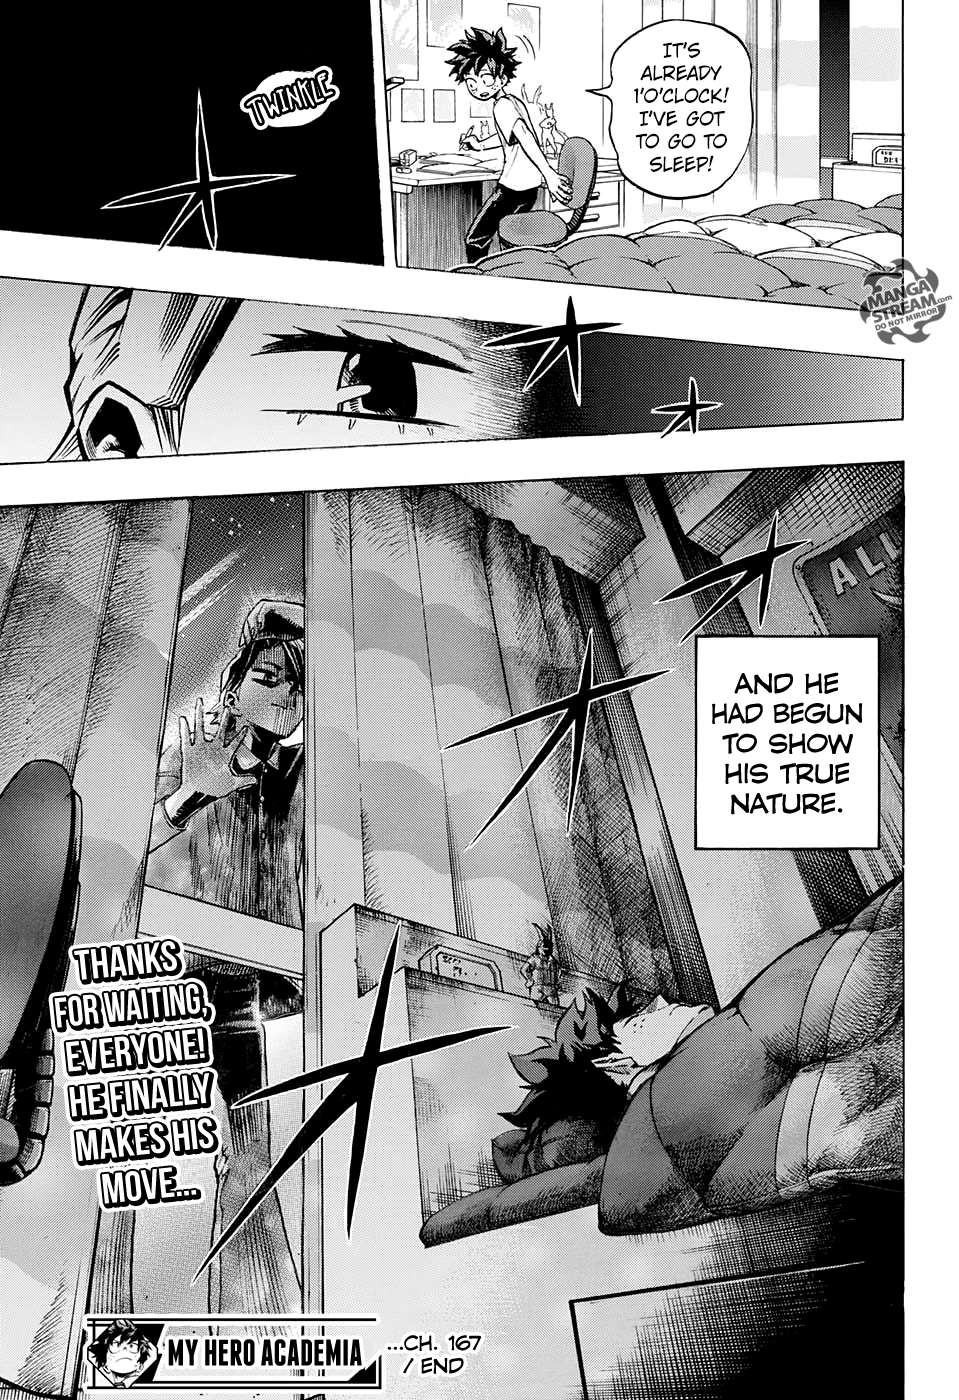 IT'S
ALREADY
1'O'CLOCK!
I'VE GOT
TO GO TO
SLEEP!
TWINKLE
MANGA
STREAM.com
DO NOT MIRROR!
ALL
AND HE
HAD BEGUN
TO SHOW
HIS TRUE
NATURE.
THANKS
FOR WAITING,
EVERYONE!
HE FINALLY
MAKES HIS
MOVE...
MY HERO ACADEMIA
...CH. 167
/ END